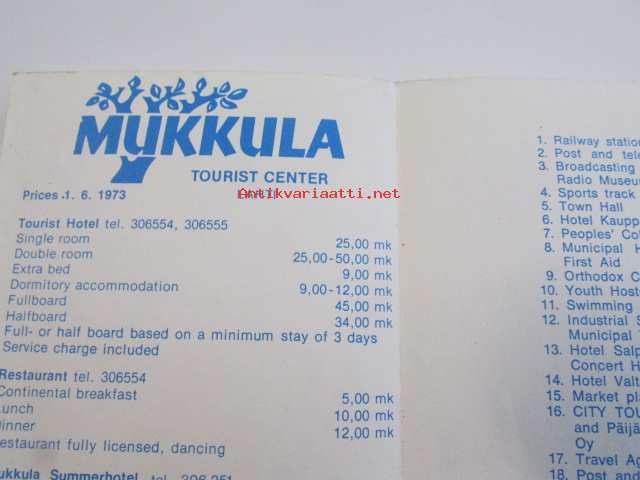 MUKKULA
TOURIST CENTER
Prices 1. 6. 1973
Antikvariaatti.net
Tourist Hotel tel. 306554, 306555
Single room 25,00 mk
Double room 25,00-50,00 mk
Extra bed 9,00 mk
Dormitory accommodation 9,00-12,00 mk
Fullboard 45,00 mk
Halfboard 34,00 mk
Full- or half board based on a minimum stay of 3 days
Service charge included
Restaurant tel. 306554
Continental breakfast 5,00 mk
unch 10,00 mk
inner 12,00 mk
estaurant fully licensed, dancing
ukkula Summerhotel tel. 306 251
1. Railway statio
2. Post and tele
3. Broadcasting
Radio Museu
4. Sports track
5. Town Hall
6. Hotel Kaupp
7. Peoples' Col
8. Municipal H
First Aid
9. Orthodox C
10. Youth Host
11. Swimming
12. Industrial S
Municipal
13. Hotel Salp
Concert H
14. Hotel Valt
15. Market pl
16. CITY TOU
and Päijä
Oy
17. Travel Ag
18. Post and